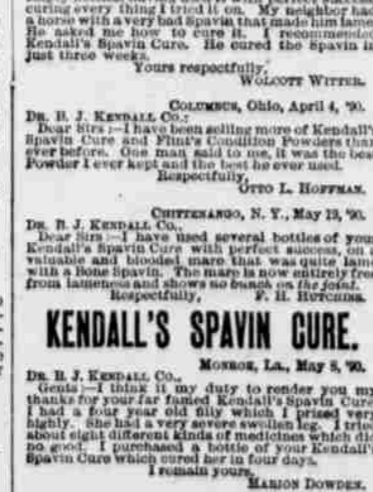 curing every thing I tried it on. My neighbor had
a horse with a very bad Spavin that made him lame
He asked me how to cure it. I recommended
Kendall's Spavin Cure. He cured the Spavin in
just three weeks.
Yours respectfully,
WOLCOTT WITTER.
COLUMBUS, Ohio, April 4, '90.
DR. B. J. KENDALL CO.:
Dear Sirs :—I have been selling more of Kendall's
Spavin Cure and Flint's Condition Powders than
ever before. One man said to me, it was the best
Powder I ever kept and the best he ever used.
Respectfully,
OTTO L. HOFFMAN.
CHITTENANGO, N. Y., May 19, '90.
DR. B. J. KENDALL CO.,
Dear Sirs :—I have used several bottles of your
Kendall's Spavin Cure with perfect success, on a
valuable and blooded mare that was quite lame
with a Bone Spavin. The mare is now entirely free
from lameness and shows no bunch on the joint.
Respectfully, F. H. HUTCHINS.
KENDALL'S SPAVIN CURE.
MONROE, La., May 8, '90.
DR. B. J. KENDALL CO.,
Gents :—I think it my duty to render you my
thanks for your far famed Kendall's Spavin Cure
I had a four year old filly which I prized very
highly. She had a very severe swollen leg. I tried
about eight different kinds of medicines which did
no good. I purchased a bottle of your Kendall's
Spavin Cure which cured her in four days.
I remain yours,
MARION DOWDEN.